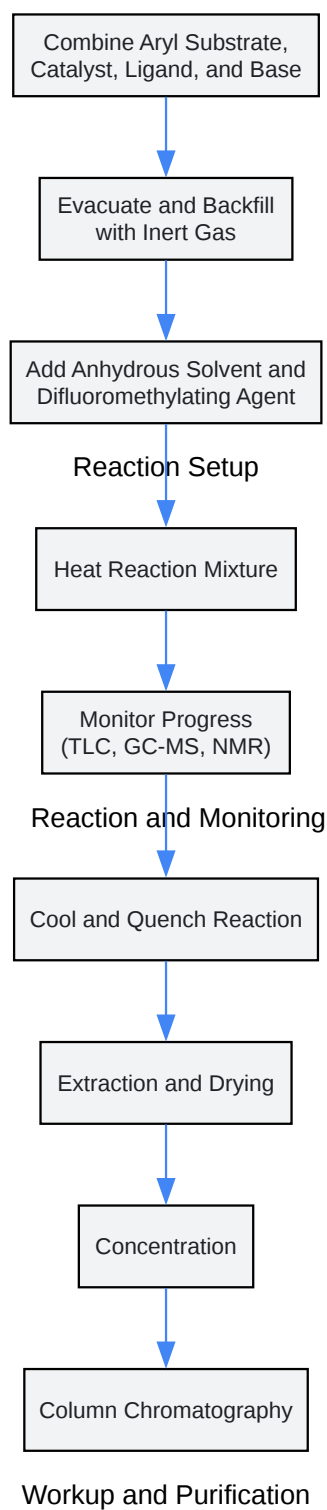 Combine Aryl Substrate,
Catalyst, Ligand, and Base
Evacuate and Backfill
with Inert Gas
Add Anhydrous Solvent and
Difluoromethylating Agent
Reaction Setup
Heat Reaction Mixture
Monitor Progress
(TLC, GC-MS, NMR)
Reaction and Monitoring
Cool and Quench Reaction
Extraction and Drying
Concentration
Column Chromatography
Workup and Purification